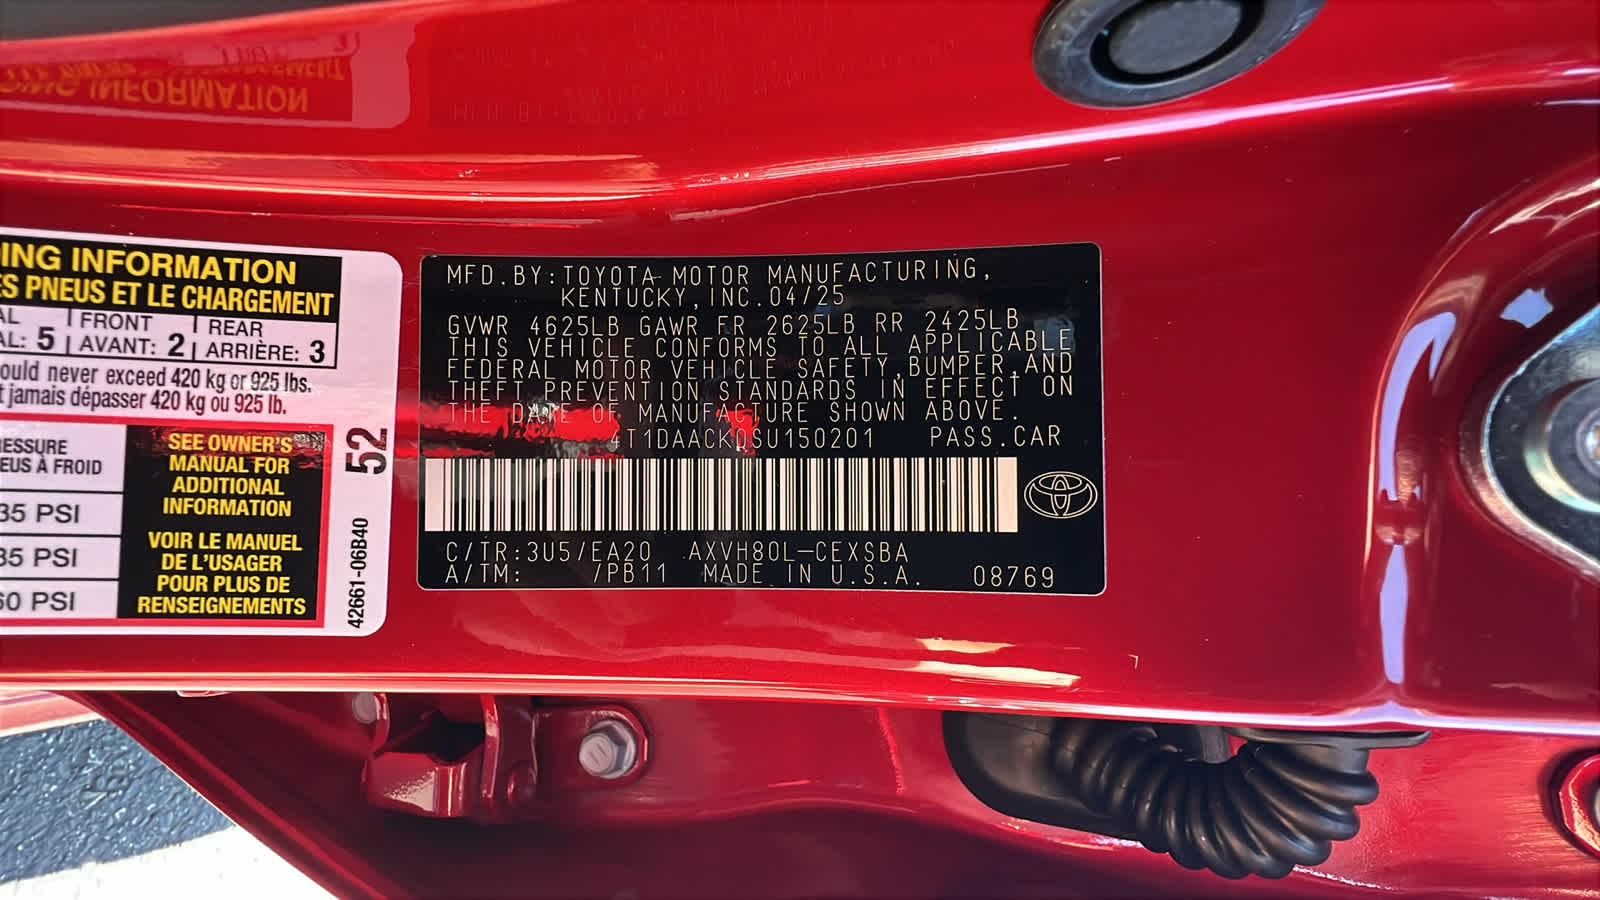 ING INFORMATION
ES PNEUS ET LE CHARGEMENT
AL FRONT REAR
AL: 5 AVANT: 2 ARRIÈRE: 3
ould never exceed 420 kg or 925 lbs.
t jamais dépasser 420 kg ou 925 lb.
RESSURE
EUS À FROID
35 PSI
35 PSI
60 PSI
SEE OWNER'S
MANUAL FOR
ADDITIONAL
INFORMATION
VOIR LE MANUEL
DE L'USAGER
POUR PLUS DE
RENSEIGNEMENTS
52
42661-06B40
MFD.BY:TOYOTA MOTOR MANUFACTURING,
KENTUCKY,INC.04/25
GVWR 4625LB GAWR FR 2625LB RR 2425LB
THIS VEHICLE CONFORMS TO ALL APPLICABLE
FEDERAL MOTOR VEHICLE SAFETY,BUMPER,AND
THEFT PREVENTION STANDARDS IN EFFECT ON
THE DATE OF MANUFACTURE SHOWN ABOVE.
4T1DAACK0SU150201 PASS.CAR
C/TR:3U5/EA20 AXVH80L-CEXSBA
A/TM: /PB11 MADE IN U.S.A. 08769